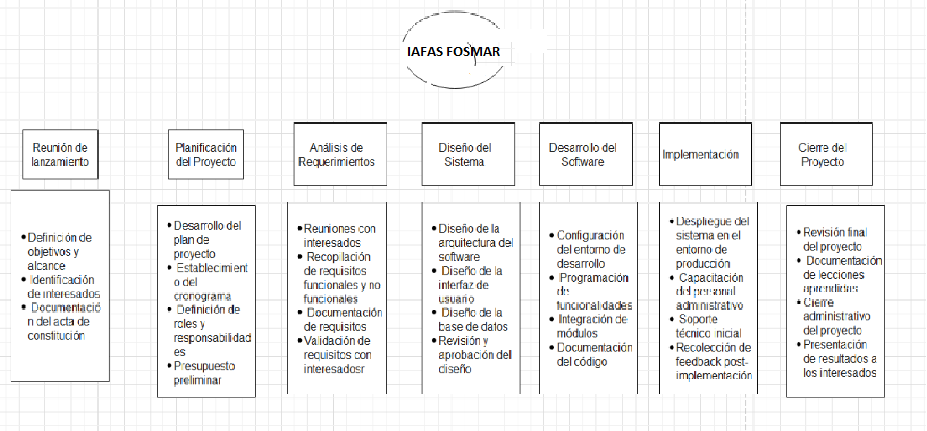 IAFAS FOSMAR
Reunión de
lanzamiento
Planificación
del Proyecto
Análisis de
Requerimientos
Diseño del
Sistema
Desarrollo del
Software
Implementación
Cierre del
Proyecto
• Definición de
objetivos y
alcance
• Identificación
de interesados
• Documentació
n del acta de
constitución
• Desarrollo del
plan de
proyecto
• Establecimient
o del
cronograma
• Definición de
roles y
responsabilidad
es
• Presupuesto
preliminar
• Reuniones con
interesados
• Recopilación
de requisitos
funcionales y no
funcionales
• Documentación
de requisitos
• Validación de
requisitos con
interesadosr
• Diseño de la
arquitectura del
software
• Diseño de la
interfaz de
usuario
• Diseño de la
base de datos
• Revisión y
aprobación del
diseño
• Configuración
del entorno de
desarrollo
• Programación
de
funcionalidades
• Integración de
módulos
• Documentación
del código
• Despliegue del
sistema en el
entorno de
producción
• Capacitación
del personal
administrativo
• Soporte
técnico inicial
• Recolección de
feedback post-
implementación
• Revisión final
del proyecto
• Documentación
de lecciones
aprendidas
• Cierre
administrativo
del proyecto
• Presentación
de resultados a
los interesados